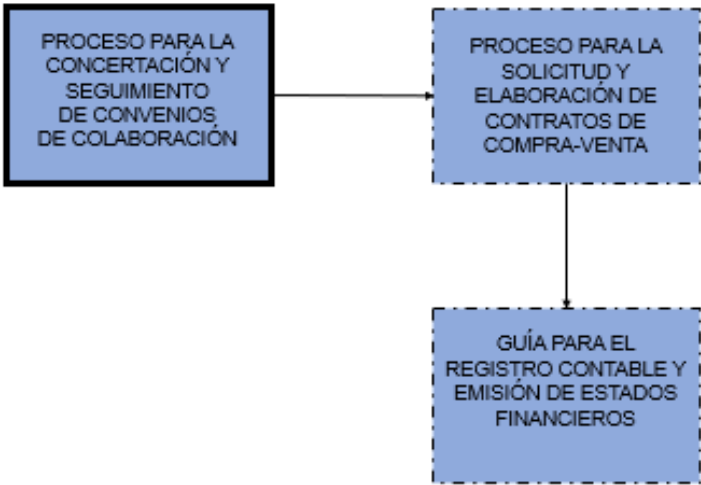 PROCESO PARA LA
CONCERTACIÓN Y
SEGUIMIENTO
DE CONVENIOS
DE COLABORACIÓN
PROCESO PARA LA
SOLICITUD Y
ELABORACIÓN DE
CONTRATOS DE
COMPRA-VENTA
GUÍA PARA EL
REGISTRO CONTABLE Y
EMISIÓN DE ESTADOS
FINANCIEROS